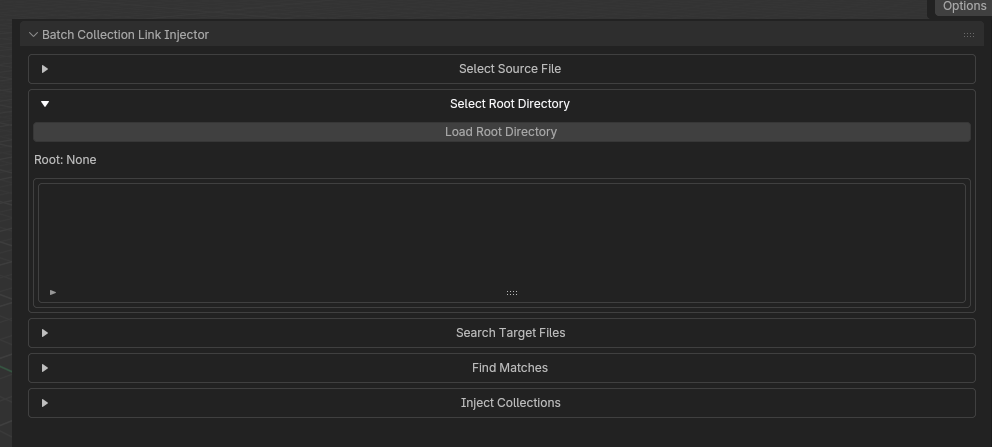 Options
Batch Collection Link Injector
Select Source File
Select Root Directory
Load Root Directory
Root: None
Search Target Files
Find Matches
Inject Collections